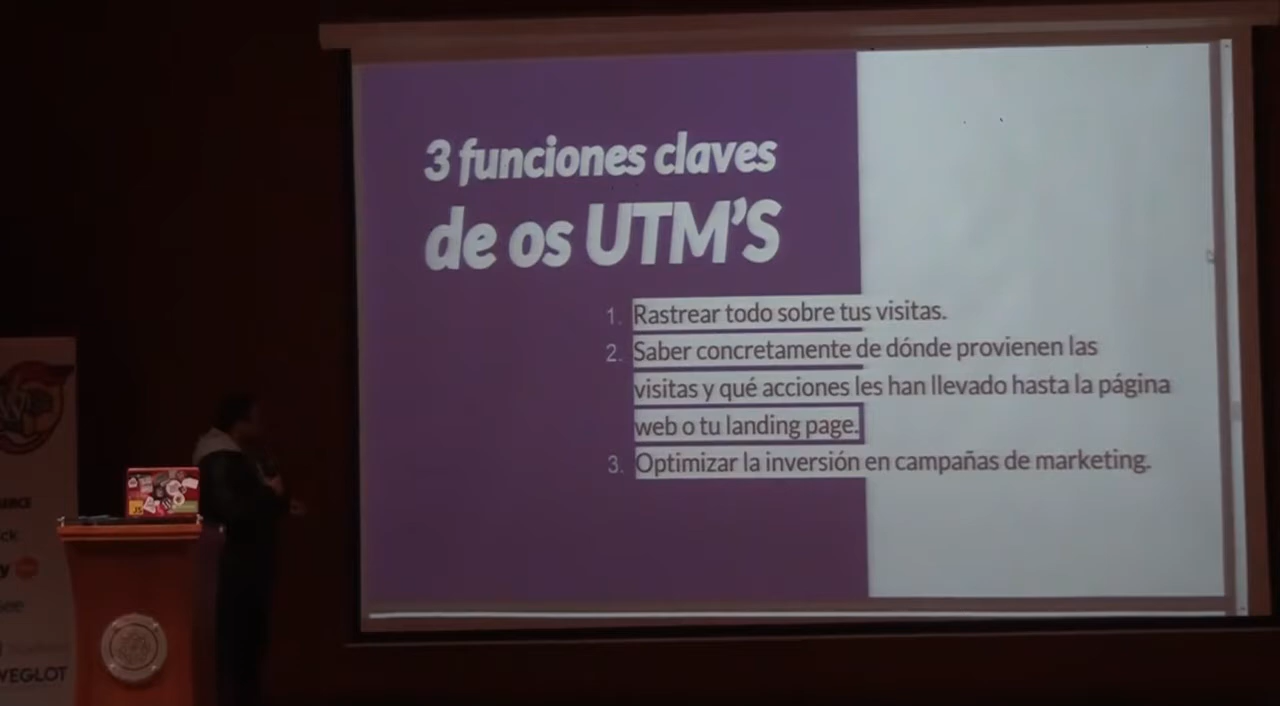 3 funciones claves
de os UTM'S
1. Rastrear todo sobre tus visitas.
2. Saber concretamente de dónde provienen las
visitas y qué acciones les han llevado hasta la página
web o tu landing page.
3. Optimizar la inversión en campañas de marketing.
JS
WEGLOT